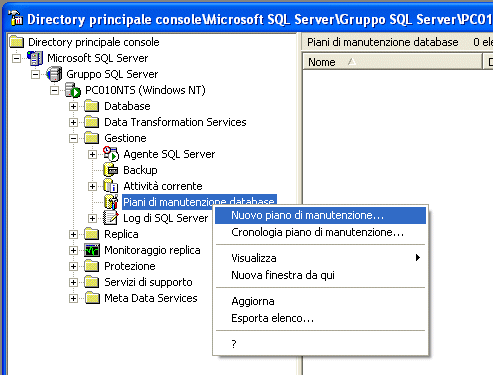 Directory principale console\Microsoft SQL Server\Gruppo SQL Server\PC010
Directory principale console
Microsoft SQL Server
Gruppo SQL Server
PC010NTS (Windows NT)
Database
Data Transformation Services
Gestione
Agente SQL Server
Backup
Attività corrente
Piani di manutenzione database
Log di SQL Server
Replica
Monitoraggio replica
Protezione
Servizi di supporto
Meta Data Services
Piani di manutenzione database 0 ele
Nome D
Nuovo piano di manutenzione...
Cronologia piano di manutenzione...
Visualizza
Nuova finestra da qui
Aggiorna
Esporta elenco...
?